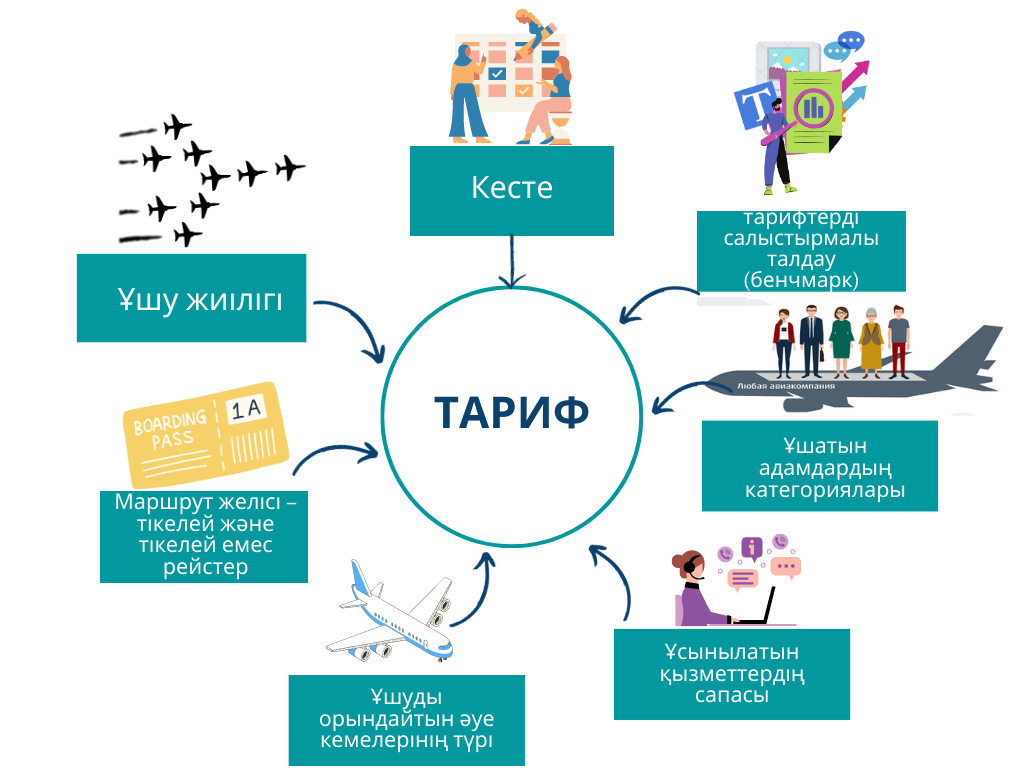 Кесте
тарифтерді
салыстырмалы
талдау
(бенчмарк)
T
Ұшу жиілігі
Любая авиакомпания
BOARDING
PASS
1A
ТАРИФ
Ұшатын
адамдардың
категориялары
Маршрут желісі –
тікелей және
тікелей емес
рейстер
i
Ұсынылатын
қызметтердің
сапасы
Ұшуды
орындайтын әуе
кемелерінің түрі